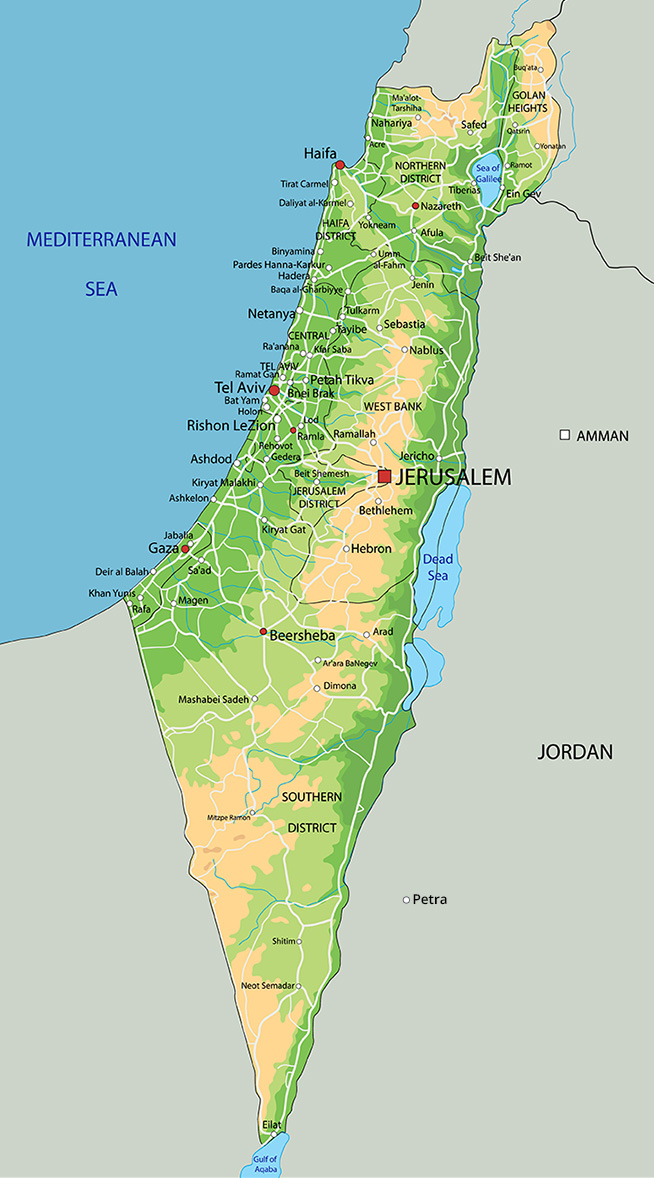 Buq'ata
GOLAN
HEIGHTS
Ma'alot-
Tarshiha
Nahariya
Safed
Qatsrin
Acre
Yonatan
Haifa
NORTHERN
DISTRICT
Sea of
Galilee
Ramot
Tirat Carmel
Tiberias
Ein Gev
Daliyat al-Karmel
Nazareth
HAIFA
DISTRICT
Yokneam
Afula
MEDITERRANEAN
SEA
Binyamina
Umm
al-Fahm
Beit She'an
Pardes Hanna-Karkur
Hadera
Baqa al-Gharbiyye
Jenin
Netanya
Tulkarm
CENTRAL
Tayibe
Sebastia
Ra'anana
Kfar Saba
Nablus
TEL AVIV
Ramat Gan
Petah Tikva
Tel Aviv
Bnei Brak
Bat Yam
Holon
WEST BANK
Rishon LeZion
Lod
Ramla
Ramallah
AMMAN
Rehovot
Ashdod
Gedera
Jericho
Beit Shemesh
JERUSALEM
Kiryat Malakhi
JERUSALEM
DISTRICT
Ashkelon
Bethlehem
Kiryat Gat
Jabalia
Gaza
Hebron
Dead
Sea
Deir al Balah
Sa'ad
Khan Yunis
Rafa
Magen
Beersheba
Arad
Ar'ara BaNegev
Dimona
Mashabei Sadeh
JORDAN
SOUTHERN
DISTRICT
Mitzpe Ramon
Petra
Shitim
Neot Semadar
Eilat
Gulf of
Aqaba